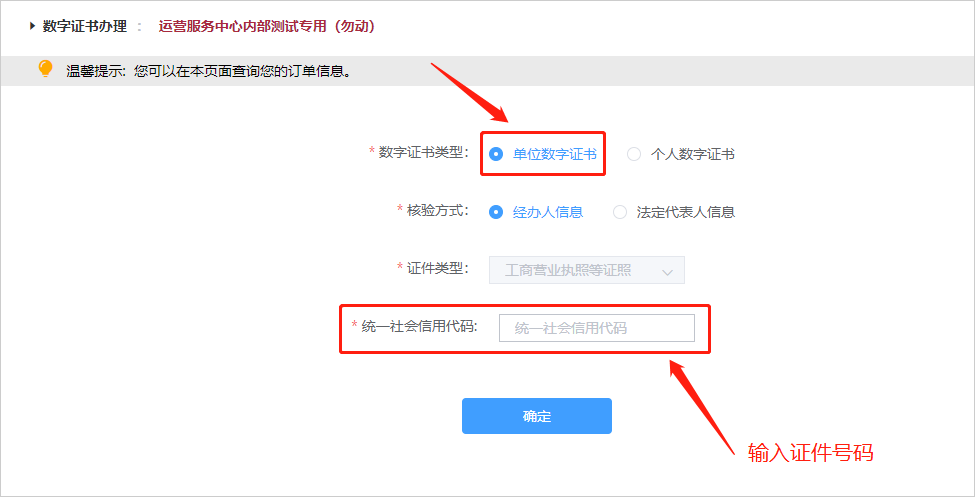 数字证书办理 : 运营服务中心内部测试专用（勿动）
温馨提示: 您可以在本页面查询您的订单信息。
* 数字证书类型: 单位数字证书 个人数字证书
* 核验方式: 经办人信息 法定代表人信息
* 证件类型: 工商营业执照等证照
* 统一社会信用代码: 统一社会信用代码
确定
输入证件号码